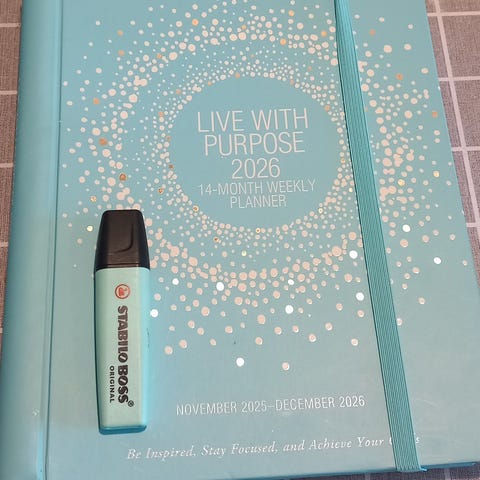 LIVE WITH
PURPOSE
2026
14-MONTH WEEKLY
PLANNER
STABILO BOSS®
ORIGINAL
NOVEMBER 2025–DECEMBER 2026
Be Inspired, Stay Focused, and Achieve Your